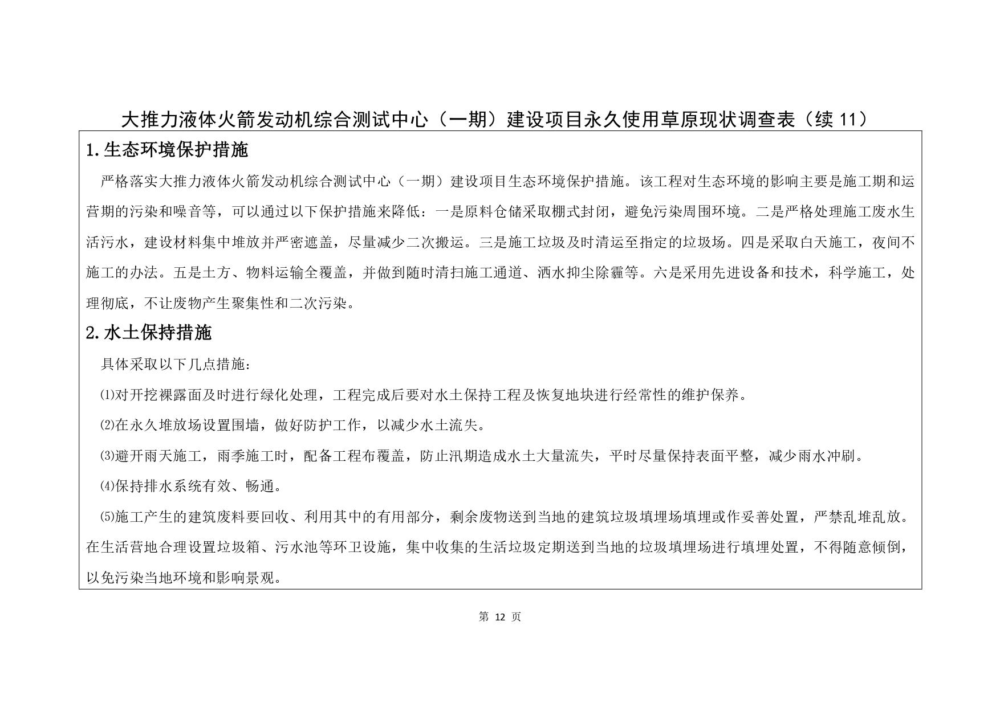 大推力液体火箭发动机综合测试中心（一期）建设项目永久使用草原现状调查表（续 11）
1.生态环境保护措施
严格落实大推力液体火箭发动机综合测试中心（一期）建设项目生态环境保护措施。该工程对生态环境的影响主要是施工期和运
营期的污染和噪音等，可以通过以下保护措施来降低：一是原料仓储采取棚式封闭，避免污染周围环境。二是严格处理施工废水生
活污水，建设材料集中堆放并严密遮盖，尽量减少二次搬运。三是施工垃圾及时清运至指定的垃圾场。四是采取白天施工，夜间不
施工的办法。五是土方、物料运输全覆盖，并做到随时清扫施工通道、洒水抑尘除霾等。六是采用先进设备和技术，科学施工，处
理彻底，不让废物产生聚集性和二次污染。
2.水土保持措施
具体采取以下几点措施：
⑴对开挖裸露面及时进行绿化处理，工程完成后要对水土保持工程及恢复地块进行经常性的维护保养。
⑵在永久堆放场设置围墙，做好防护工作，以减少水土流失。
⑶避开雨天施工，雨季施工时，配备工程布覆盖，防止汛期造成水土大量流失，平时尽量保持表面平整，减少雨水冲刷。
⑷保持排水系统有效、畅通。
⑸施工产生的建筑废料要回收、利用其中的有用部分，剩余废物送到当地的建筑垃圾填埋场填埋或作妥善处置，严禁乱堆乱放。
在生活营地合理设置垃圾箱、污水池等环卫设施，集中收集的生活垃圾定期送到当地的垃圾填埋场进行填埋处置，不得随意倾倒，
以免污染当地环境和影响景观。
第 12 页